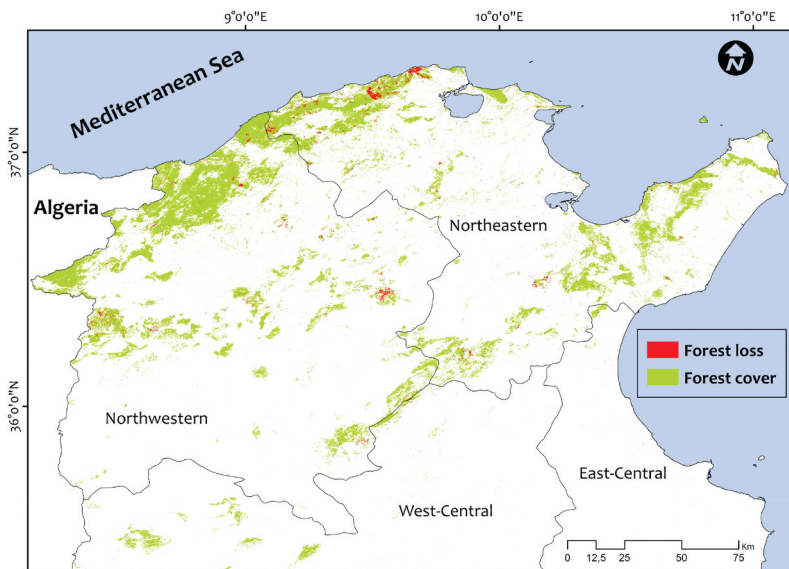 9°0'0"E
10°0'0"E
11°0'0"E
Mediterranean Sea
N
37°0'0"N
Algeria
Northeastern
Forest loss
Forest cover
36°0'0"N
Northwestern
East-Central
West-Central
Km
0 12,5 25 50 75